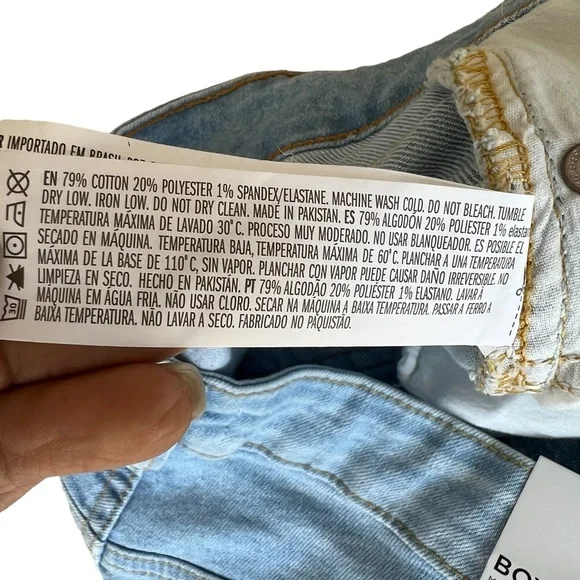 IMPORTADO EM BRASIL POR
EN 79% COTTON 20% POLYESTER 1% SPANDEX/ELASTANE. MACHINE WASH COLD. DO NOT BLEACH. TUMBLE
DRY LOW. IRON LOW. DO NOT DRY CLEAN. MADE IN PAKISTAN. ES 79% ALGODÓN 20% POLIESTER 1% elastan
TEMPERATURA MÁXIMA DE LAVADO 30°C. PROCESO MUY MODERADO. NO USAR BLANQUEADOR. ES POSIBLE EL
SECADO EN MÁQUINA. TEMPERATURA BAJA, TEMPERATURA MÁXIMA DE 60°C. PLANCHAR A UNA TEMPERATURA
MÁXIMA DE LA BASE DE 110°C, SIN VAPOR. PLANCHAR CON VAPOR PUEDE CAUSAR DAÑO IRREVERSIBLE. NO
LIMPIEZA EN SECO. HECHO EN PAKISTÁN. PT 79% ALGODÃO 20% POLIÉSTER 1% ELASTANO. LAVAR À
MÁQUINA EM ÁGUA FRIA. NÃO USAR CLORO. SECAR NA MÁQUINA A BAIXA TEMPERATURA. PASSAR A FERRO A
BAIXA TEMPERATURA. NÃO LAVAR A SECO. FABRICADO NO PAQUISTÃO.
30